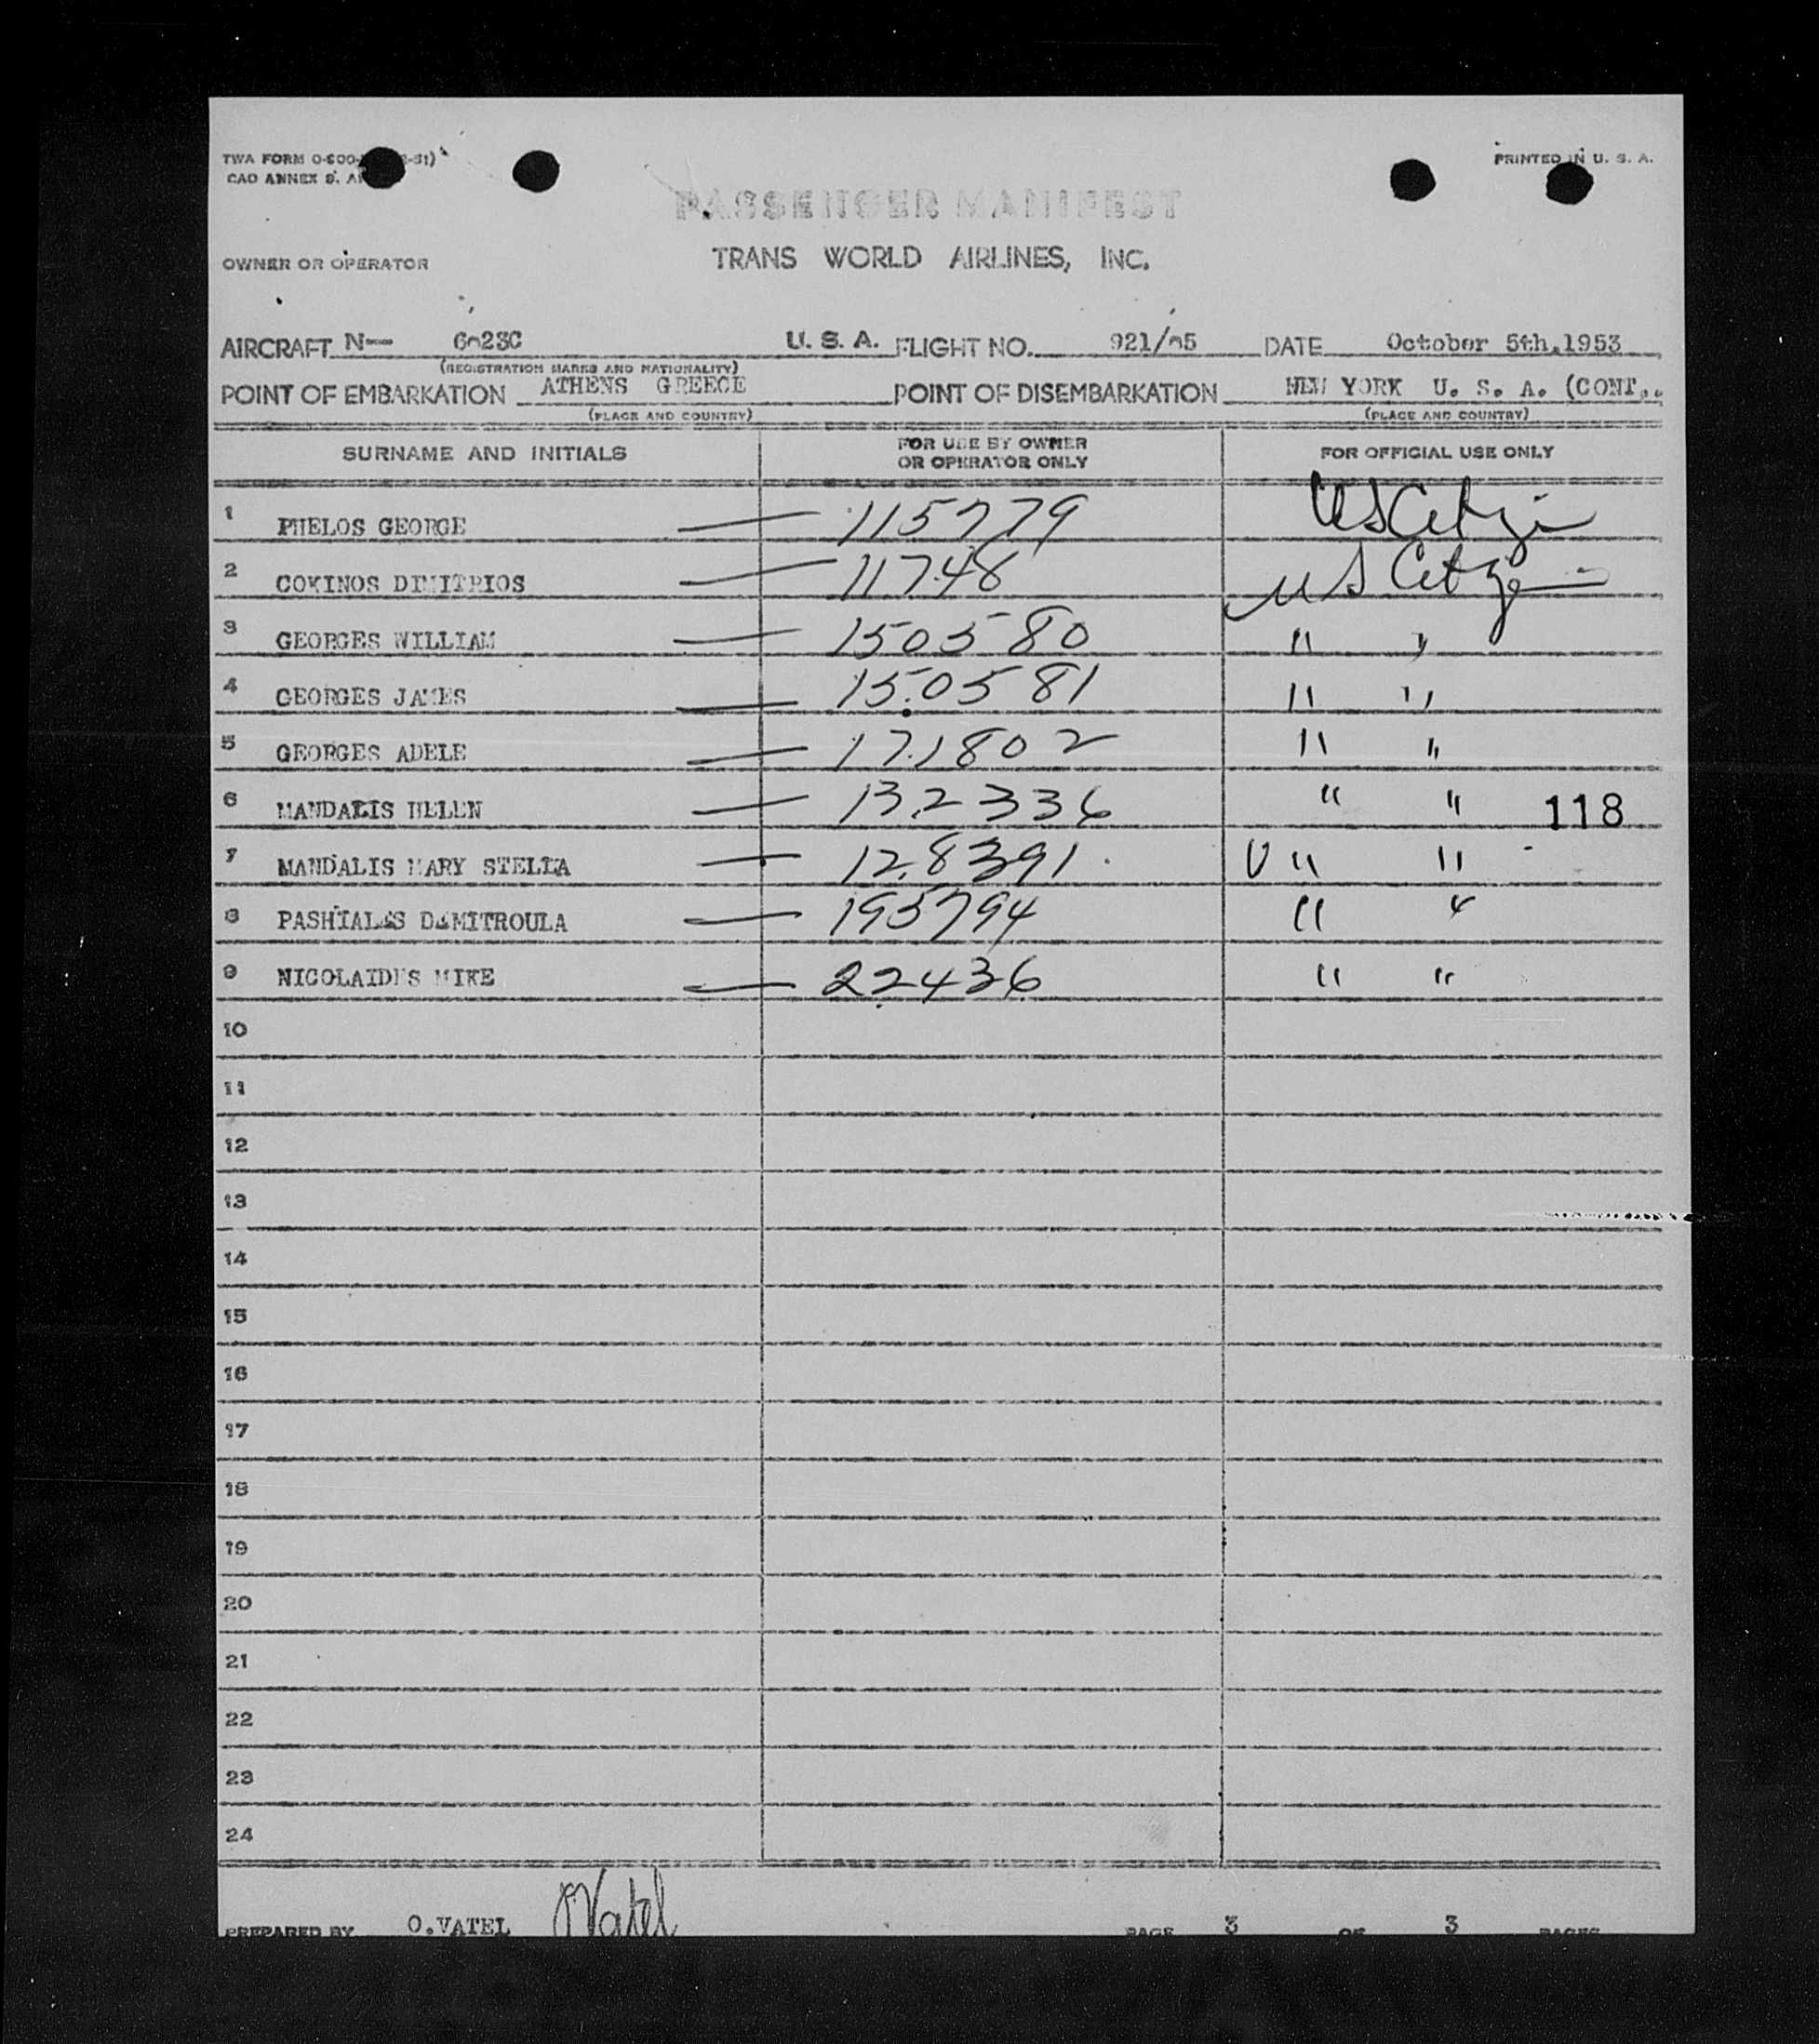 TWA FORM O-
CAO ANNEX 9.
PRINTED IN U. S. A.
PASSENGER MANIFEST
OWNER OR OPERATOR TRANS WORLD AIRLINES, INC.
AIRCRAFT N-- 6023C U. S. A. FLIGHT NO. 921/05 DATE October 5th.1953
(REGISTRATION MARKS AND NATIONALITY)
POINT OF EMBARKATION ATHENS GREECE POINT OF DISEMBARKATION NEW YORK U. S. A. (CONT..
(PLACE AND COUNTRY) (PLACE AND COUNTRY)
SURNAME AND INITIALS FOR USE BY OWNER OR OPERATOR ONLY FOR OFFICIAL USE ONLY
1 PHELOS GEORGE — 115779 US Citizen
2 COKINOS DIMITRIOS — 11748 US Citizen
3 GEORGES WILLIAM — 150580 " "
4 GEORGES JAMES — 150581 " "
5 GEORGES ADELE — 171802 " "
6 MANDALIS HELEN — 132336 " " 118
7 MANDALIS MARY STELLA — 128391 " "
8 PASHIALES DEMITROULA — 195794 " "
9 NICOLAIDES MIKE — 22436 " "
10
11
12
13
14
15
16
17
18
19
20
21
22
23
24
PREPARED BY O.VATEL OVatel PAGE 3 OF 3 PAGES